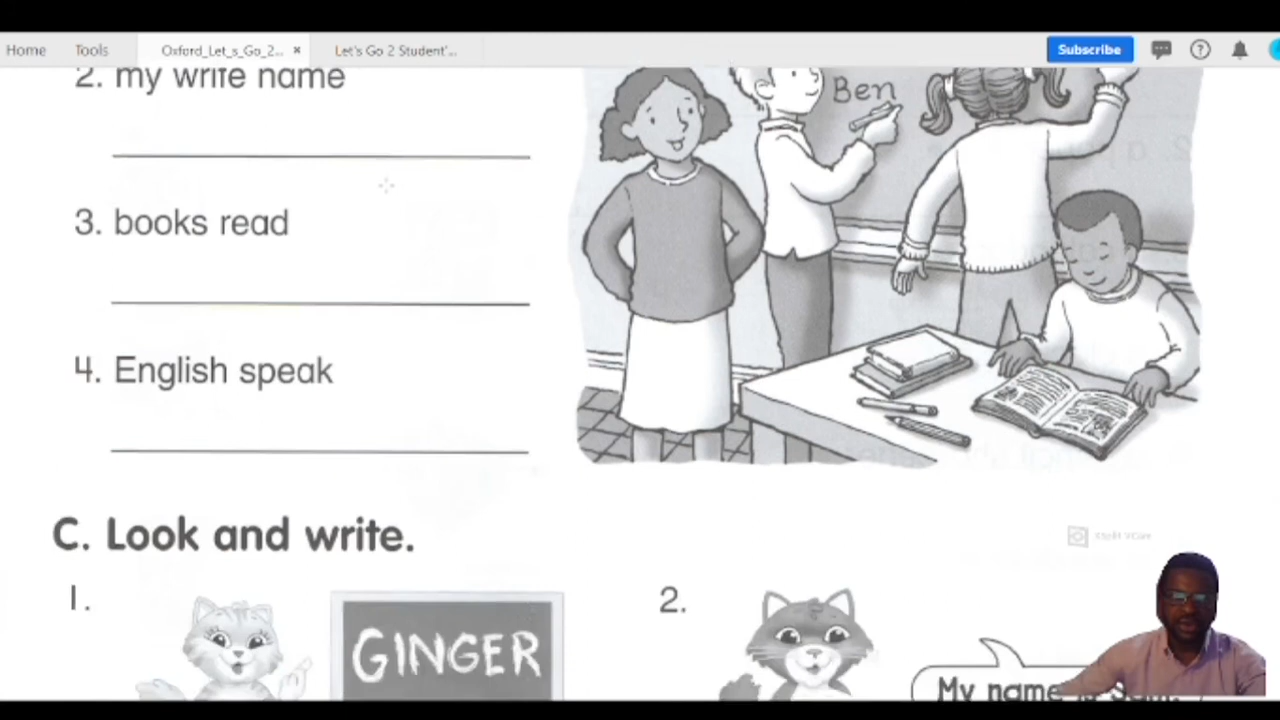 Home Tools Oxford_Let_s_Go_2... × Let's Go 2 Student'... Subscribe
2. my write name
Ben
3. books read
4. English speak
C. Look and write.
1.
GINGER
2.
My name is